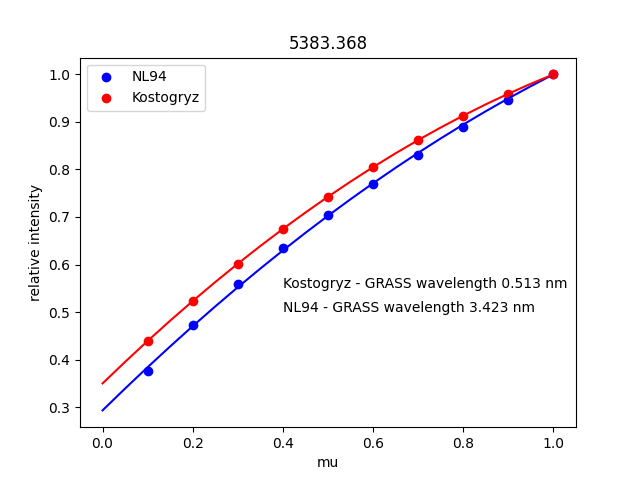 5383.368
NL94
Kostogryz
1.0
0.9
0.8
0.7
0.6
0.5
0.4
0.3
relative intensity
Kostogryz - GRASS wavelength 0.513 nm
NL94 - GRASS wavelength 3.423 nm
0.0 0.2 0.4 0.6 0.8 1.0
mu